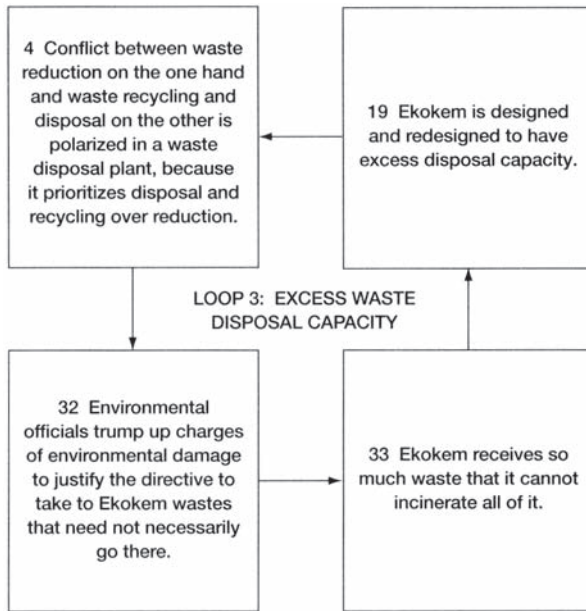 4 Conflict between waste
reduction on the one hand
and waste recycling and
disposal on the other is
polarized in a waste
disposal plant, because
it prioritizes disposal and
recycling over reduction.
19 Ekokem is designed
and redesigned to have
excess disposal capacity.
LOOP 3: EXCESS WASTE
DISPOSAL CAPACITY
32 Environmental
officials trump up charges
of environmental damage
to justify the directive to
take to Ekokem wastes
that need not necessarily
go there.
33 Ekokem receives so
much waste that it cannot
incinerate all of it.